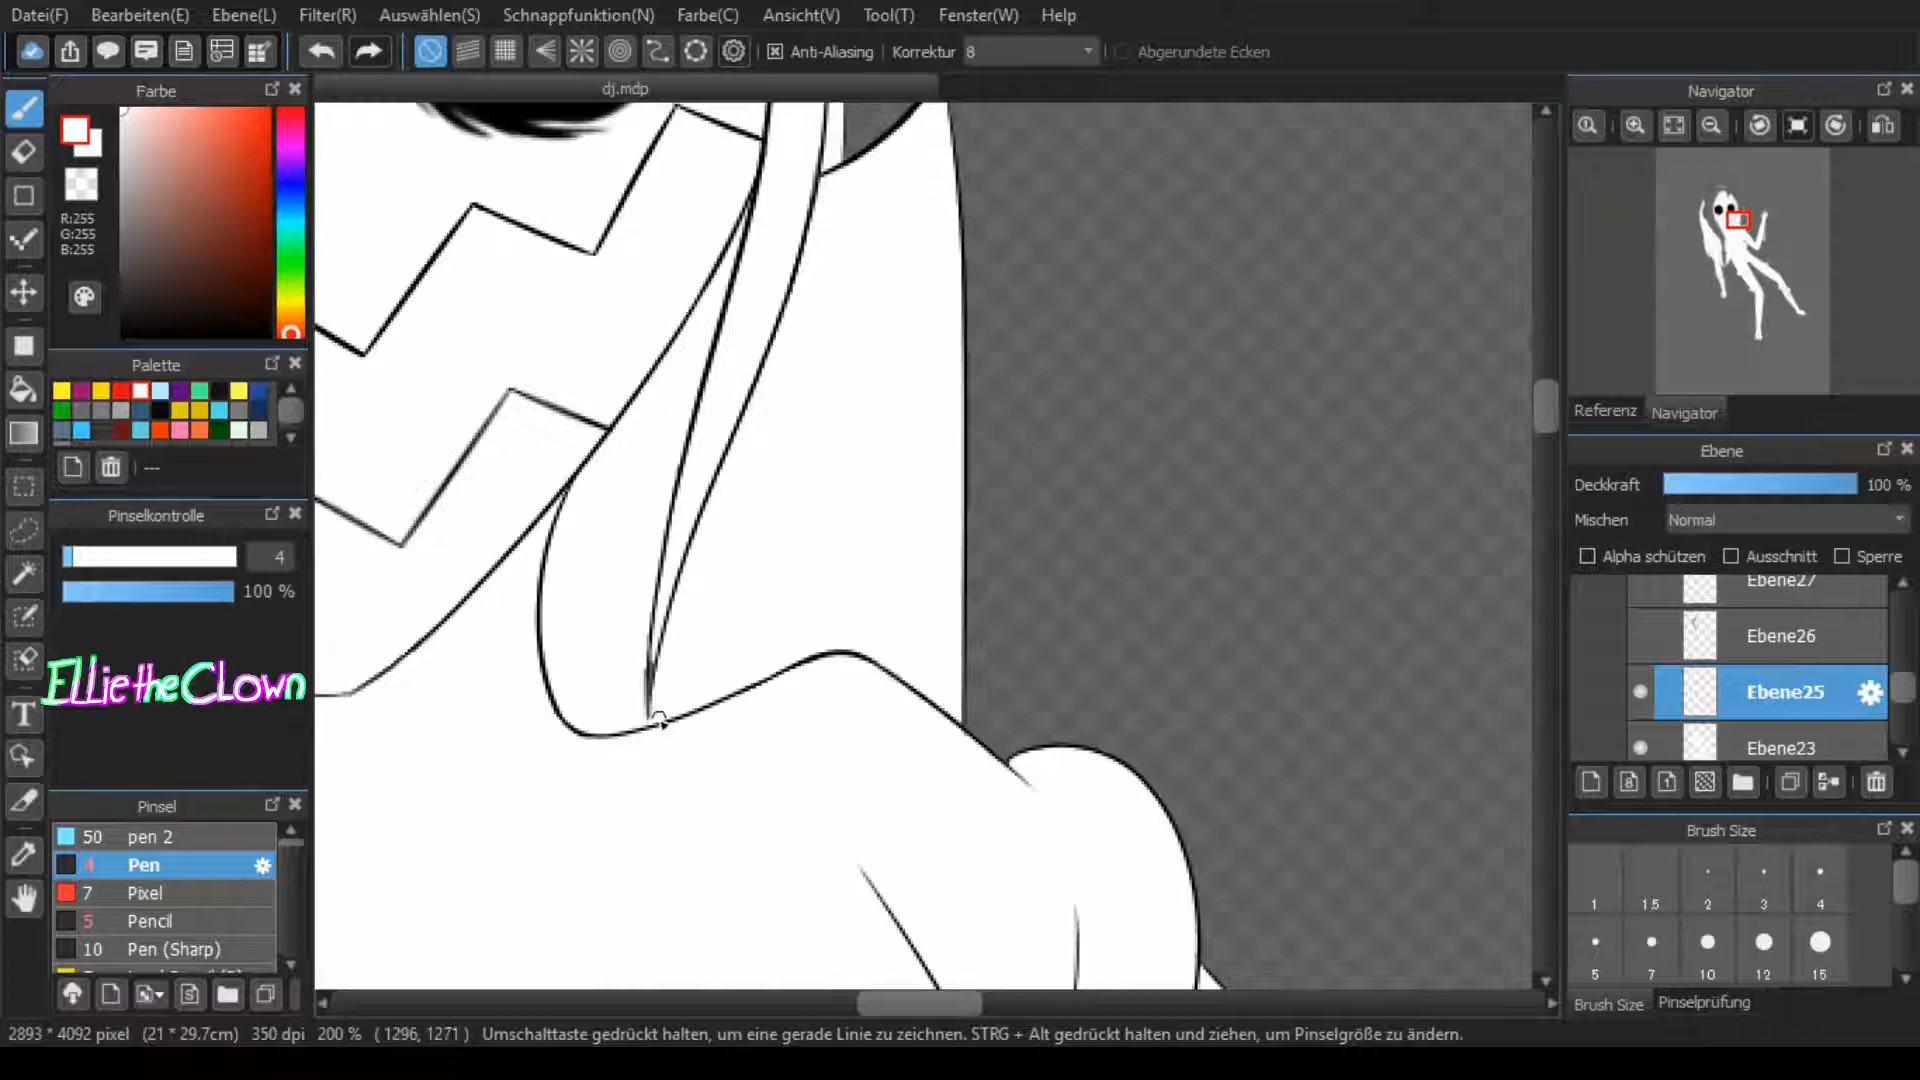 Datei(F) Bearbeiten(E) Ebene(L) Filter(R) Auswählen(S) Schnappfunktion(N) Farbe(C) Ansicht(V) Tool(T) Fenster(W) Help
Anti-Aliasing Korrektur 8 Abgerundete Ecken
Farbe
dj.mdp
Navigator
R:255
G:255
B:255
Palette
---
Referenz Navigator
Ebene
Deckkraft 100 %
Mischen Normal
Alpha schützen Ausschnitt Sperre
Ebene27
Ebene26
Ebene25
Ebene23
Pinselkontrolle
4
100 %
EllietheClown
Pinsel
50 pen 2
4 Pen
7 Pixel
5 Pencil
10 Pen (Sharp)
Brush Size
1 1.5 2 3 4
5 7 10 12 15
Brush Size Pinselprüfung
2893 * 4092 pixel (21 * 29.7cm) 350 dpi 200 % ( 1296, 1271 ) Umschalttaste gedrückt halten, um eine gerade Linie zu zeichnen. STRG + Alt gedrückt halten und ziehen, um Pinselgröße zu ändern.